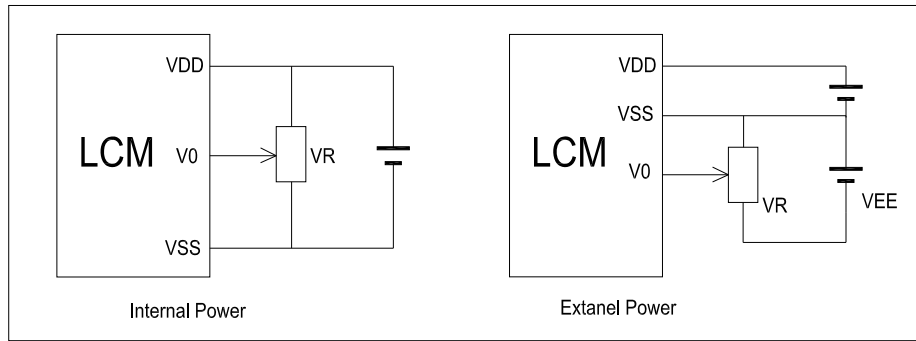 VDD
LCM
V0
VR
VSS
Internal Power
VDD
VSS
LCM
V0
VR
VEE
Extanel Power